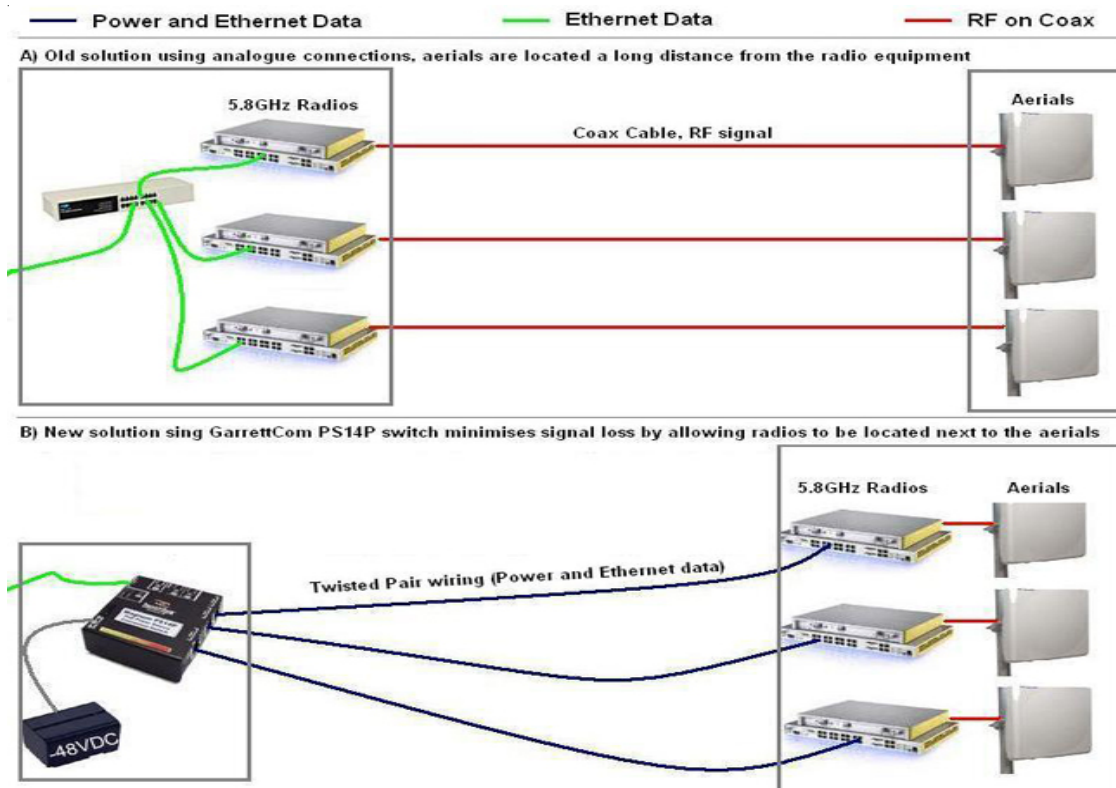 Power and Ethernet Data
Ethernet Data
RF on Coax
A) Old solution using analogue connections, aerials are located a long distance from the radio equipment
5.8GHz Radios
Aerials
Coax Cable, RF signal
B) New solution sing GarrettCom PS14P switch minimises signal loss by allowing radios to be located next to the aerials
5.8GHz Radios
Aerials
Twisted Pair wiring (Power and Ethernet data)
-48VDC